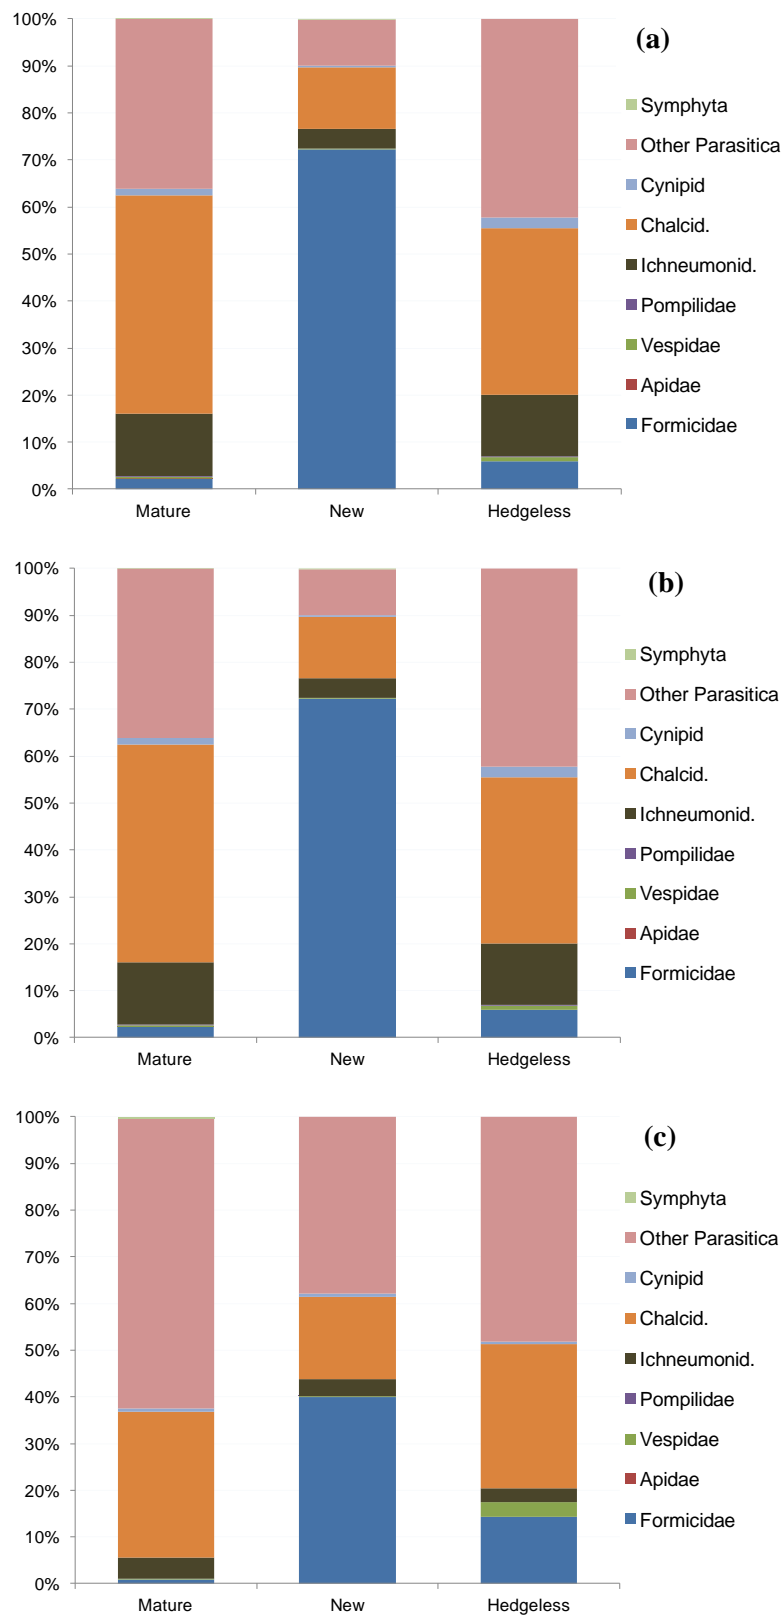 100%
(a)
90%
Symphyta
80%
Other Parasitica
70%
Cynipid
60%
Chalcid.
50%
Ichneumonid.
40%
Pompilidae
30%
Vespidae
20%
Apidae
10%
Formicidae
0%
Mature New Hedgeless
100%
(b)
90%
Symphyta
80%
Other Parasitica
70%
Cynipid
60%
Chalcid.
50%
Ichneumonid.
40%
Pompilidae
30%
Vespidae
20%
Apidae
10%
Formicidae
0%
Mature New Hedgeless
100%
(c)
90%
Symphyta
80%
Other Parasitica
70%
Cynipid
60%
Chalcid.
50%
Ichneumonid.
40%
Pompilidae
30%
Vespidae
20%
Apidae
10%
Formicidae
0%
Mature New Hedgeless